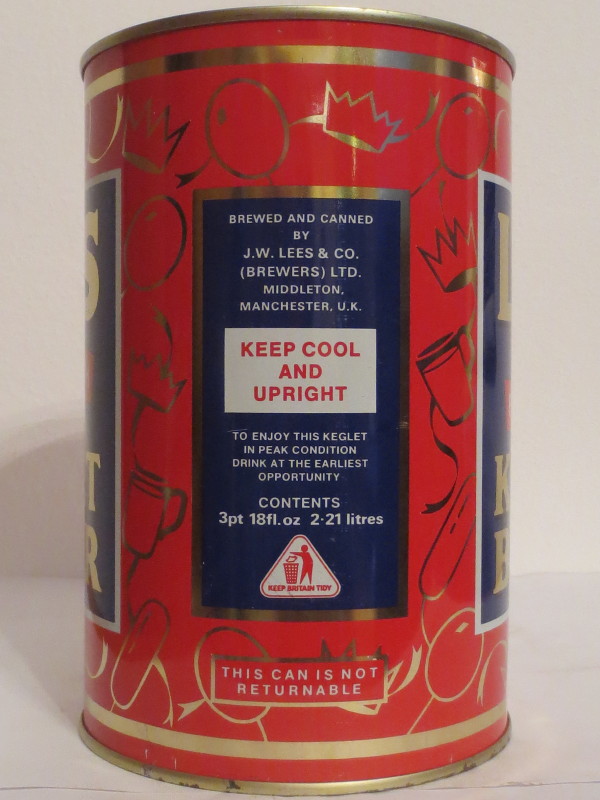 BREWED AND CANNED
BY
J.W. LEES & CO.
(BREWERS) LTD.
MIDDLETON,
MANCHESTER, U.K.
KEEP COOL
AND
UPRIGHT
TO ENJOY THIS KEGLET
IN PEAK CONDITION
DRINK AT THE EARLIEST
OPPORTUNITY
CONTENTS
3pt 18fl.oz 2·21 litres
KEEP BRITAIN TIDY
THIS CAN IS NOT
RETURNABLE
S
T
R
L
K
B